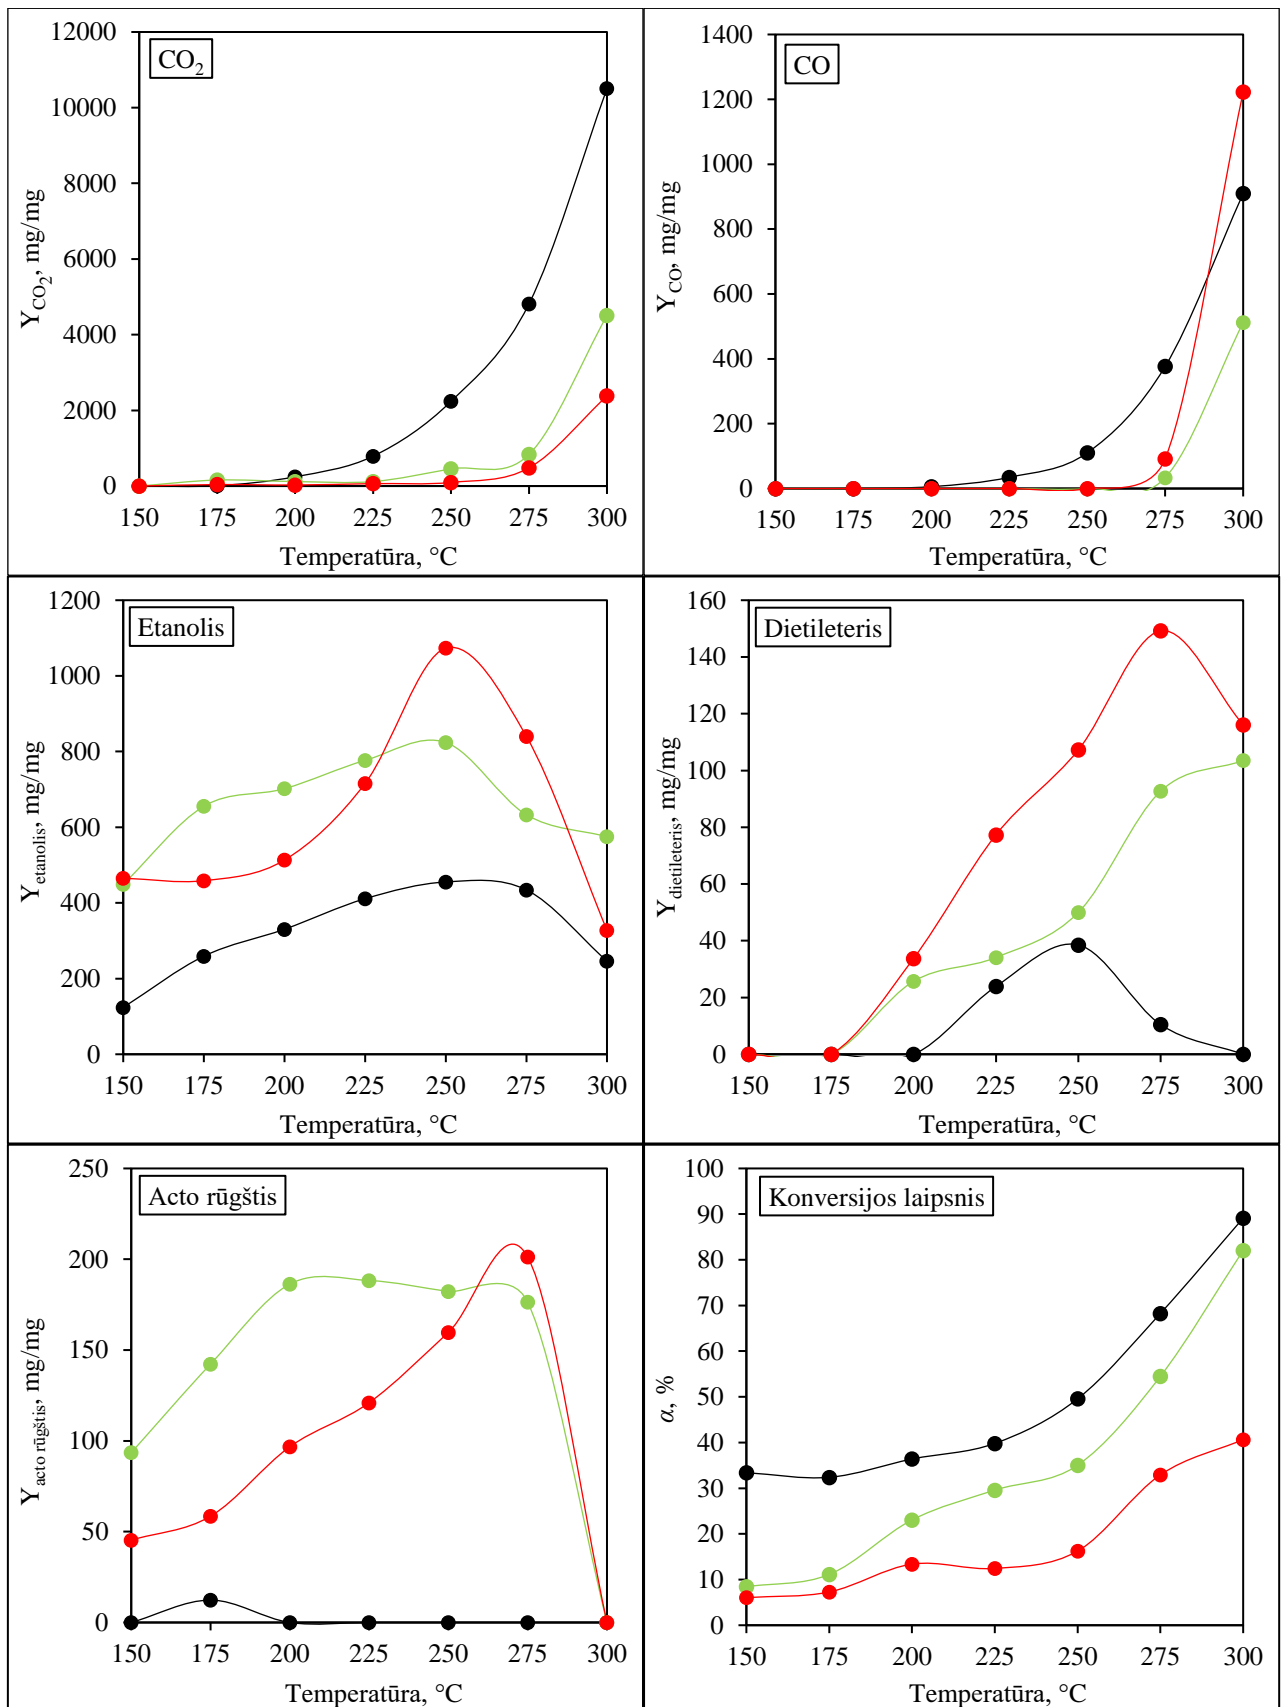 CO2
Y CO2, mg/mg
12000
10000
8000
6000
4000
2000
0
150 175 200 225 250 275 300
Temperatūra, °C
CO
Y CO, mg/mg
1400
1200
1000
800
600
400
200
0
150 175 200 225 250 275 300
Temperatūra, °C
Etanolis
Y etanolis, mg/mg
1200
1000
800
600
400
200
0
150 175 200 225 250 275 300
Temperatūra, °C
Dietileteris
Y dietileteris, mg/mg
160
140
120
100
80
60
40
20
0
150 175 200 225 250 275 300
Temperatūra, °C
Acto rūgštis
Y acto rūgštis, mg/mg
250
200
150
100
50
0
150 175 200 225 250 275 300
Temperatūra, °C
Konversijos laipsnis
α, %
100
90
80
70
60
50
40
30
20
10
0
150 175 200 225 250 275 300
Temperatūra, °C